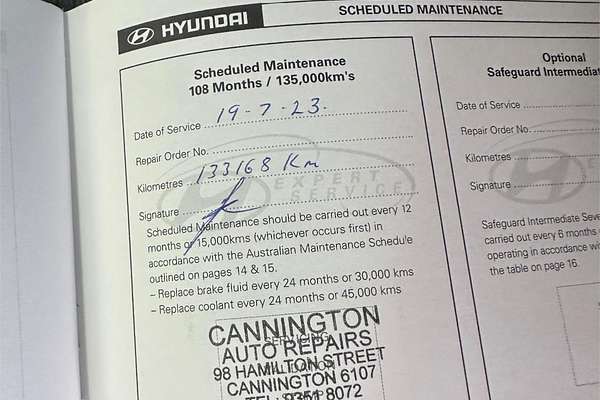 HYUNDAI
SCHEDULED MAINTENANCE
Scheduled Maintenance
108 Months / 135,000km's
Date of Service 19-7-23.
Repair Order No.
Kilometres 133168 Km
EXPERT
SERVICE
Signature
Scheduled Maintenance should be carried out every 12
months or 15,000kms (whichever occurs first) in
accordance with the Australian Maintenance Schedule
outlined on pages 14 & 15.
– Replace brake fluid every 24 months or 30,000 kms
– Replace coolant every 24 months or 45,000 kms
CANNINGTON
AUTO REPAIRS
98 HAMILTON STREET
CANNINGTON 6107
TEL: 9351 8072
Optional
Safeguard Intermediat
Date of Service
Repair Order No.
Kilometres
Signature
Safeguard Intermediate Seve
carried out every 6 months o
operating in accordance wit
the table on page 16.